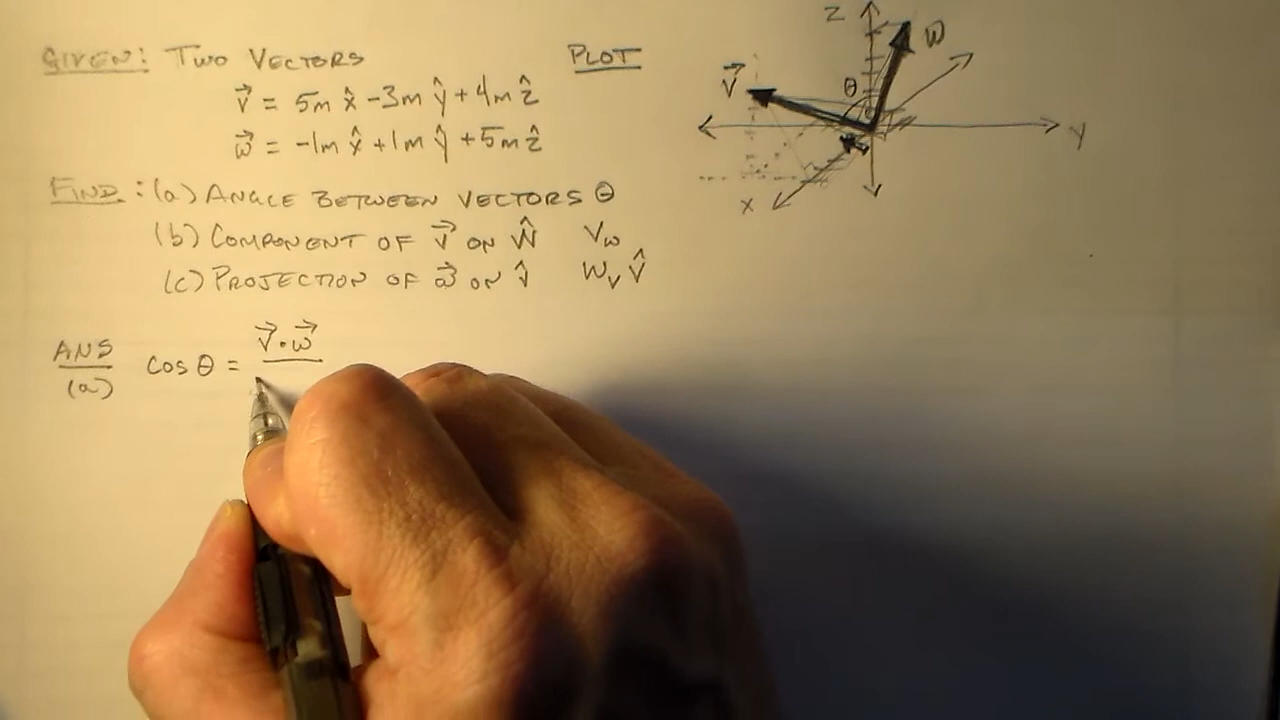 GIVEN: TWO VECTORS
PLOT
v⃗ = 5m x̂ - 3m ŷ + 4m ẑ
w⃗ = -1m x̂ + 1m ŷ + 5m ẑ
FIND: (a) ANGLE BETWEEN VECTORS θ
(b) COMPONENT OF v⃗ ON ŵ V_w
(c) PROJECTION OF w⃗ ON v̂ W_v v̂
ANS
(a)
cos θ = v⃗ · w⃗
Z
W
v⃗
θ
y
x